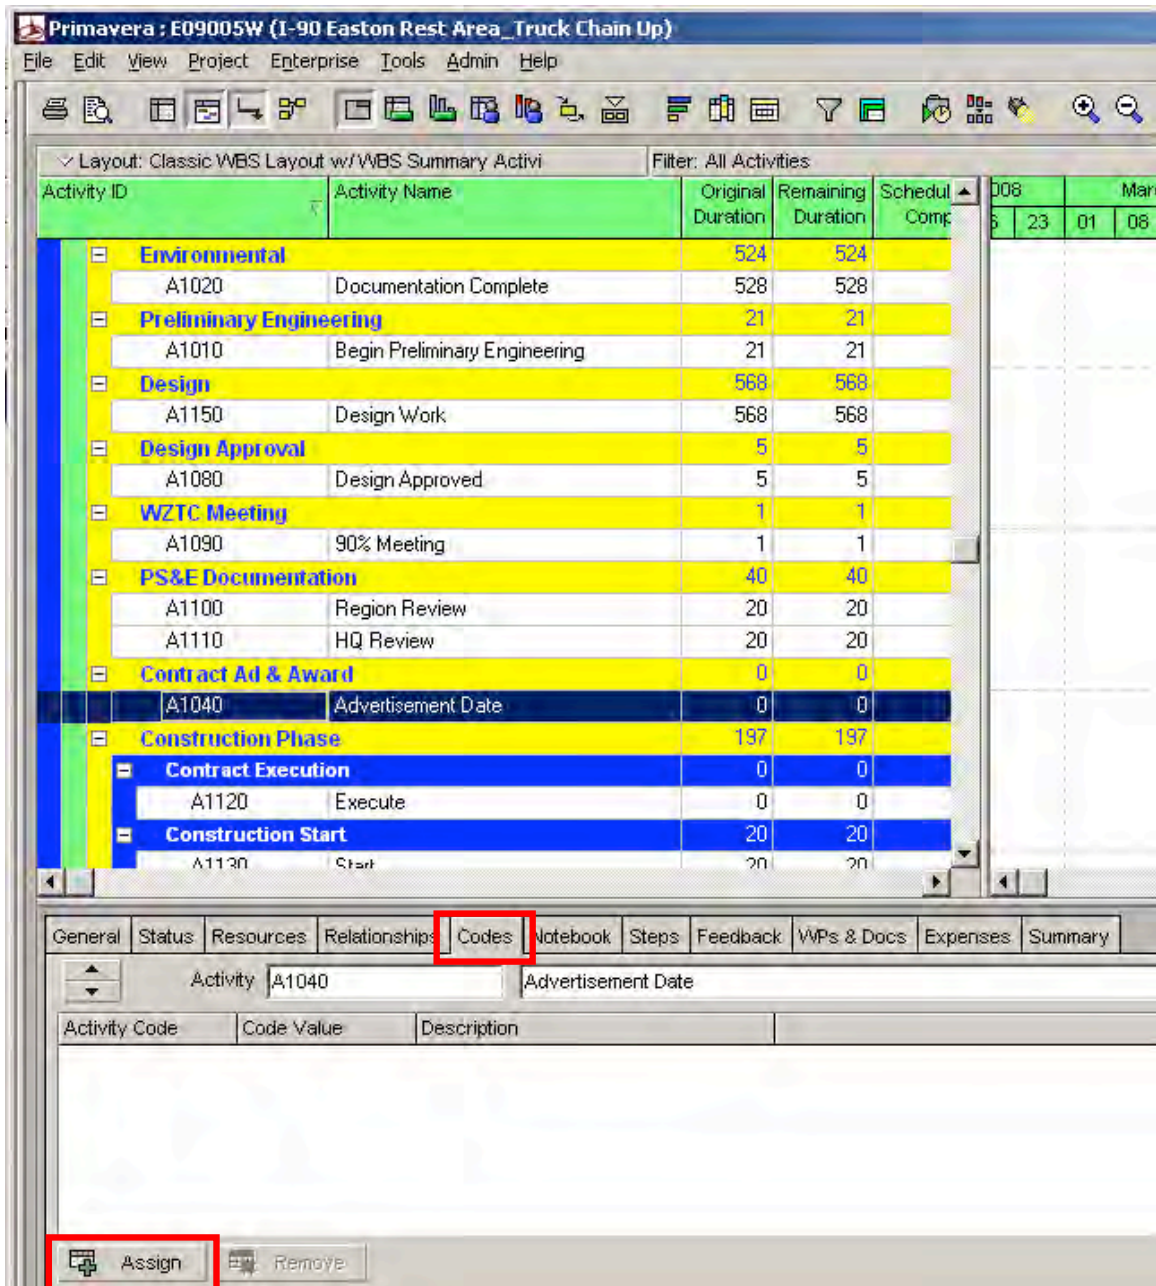 Primavera : E09005W (I-90 Easton Rest Area_Truck Chain Up)
File Edit View Project Enterprise Tools Admin Help
Layout: Classic WBS Layout w/ WBS Summary Activi Filter: All Activities
Activity ID Activity Name Original Duration Remaining Duration Schedul Comp 008 Mar
23 01 08
Environmental 524 524
A1020 Documentation Complete 528 528
Preliminary Engineering 21 21
A1010 Begin Preliminary Engineering 21 21
Design 568 568
A1150 Design Work 568 568
Design Approval 5 5
A1080 Design Approved 5 5
WZTC Meeting 1 1
A1090 90% Meeting 1 1
PS&E Documentation 40 40
A1100 Region Review 20 20
A1110 HQ Review 20 20
Contract Ad & Award 0 0
A1040 Advertisement Date 0 0
Construction Phase 197 197
Contract Execution 0 0
A1120 Execute 0 0
Construction Start 20 20
A1130 Start 20 20
General Status Resources Relationships Codes Notebook Steps Feedback WPs & Docs Expenses Summary
Activity A1040 Advertisement Date
Activity Code Code Value Description
Assign Remove